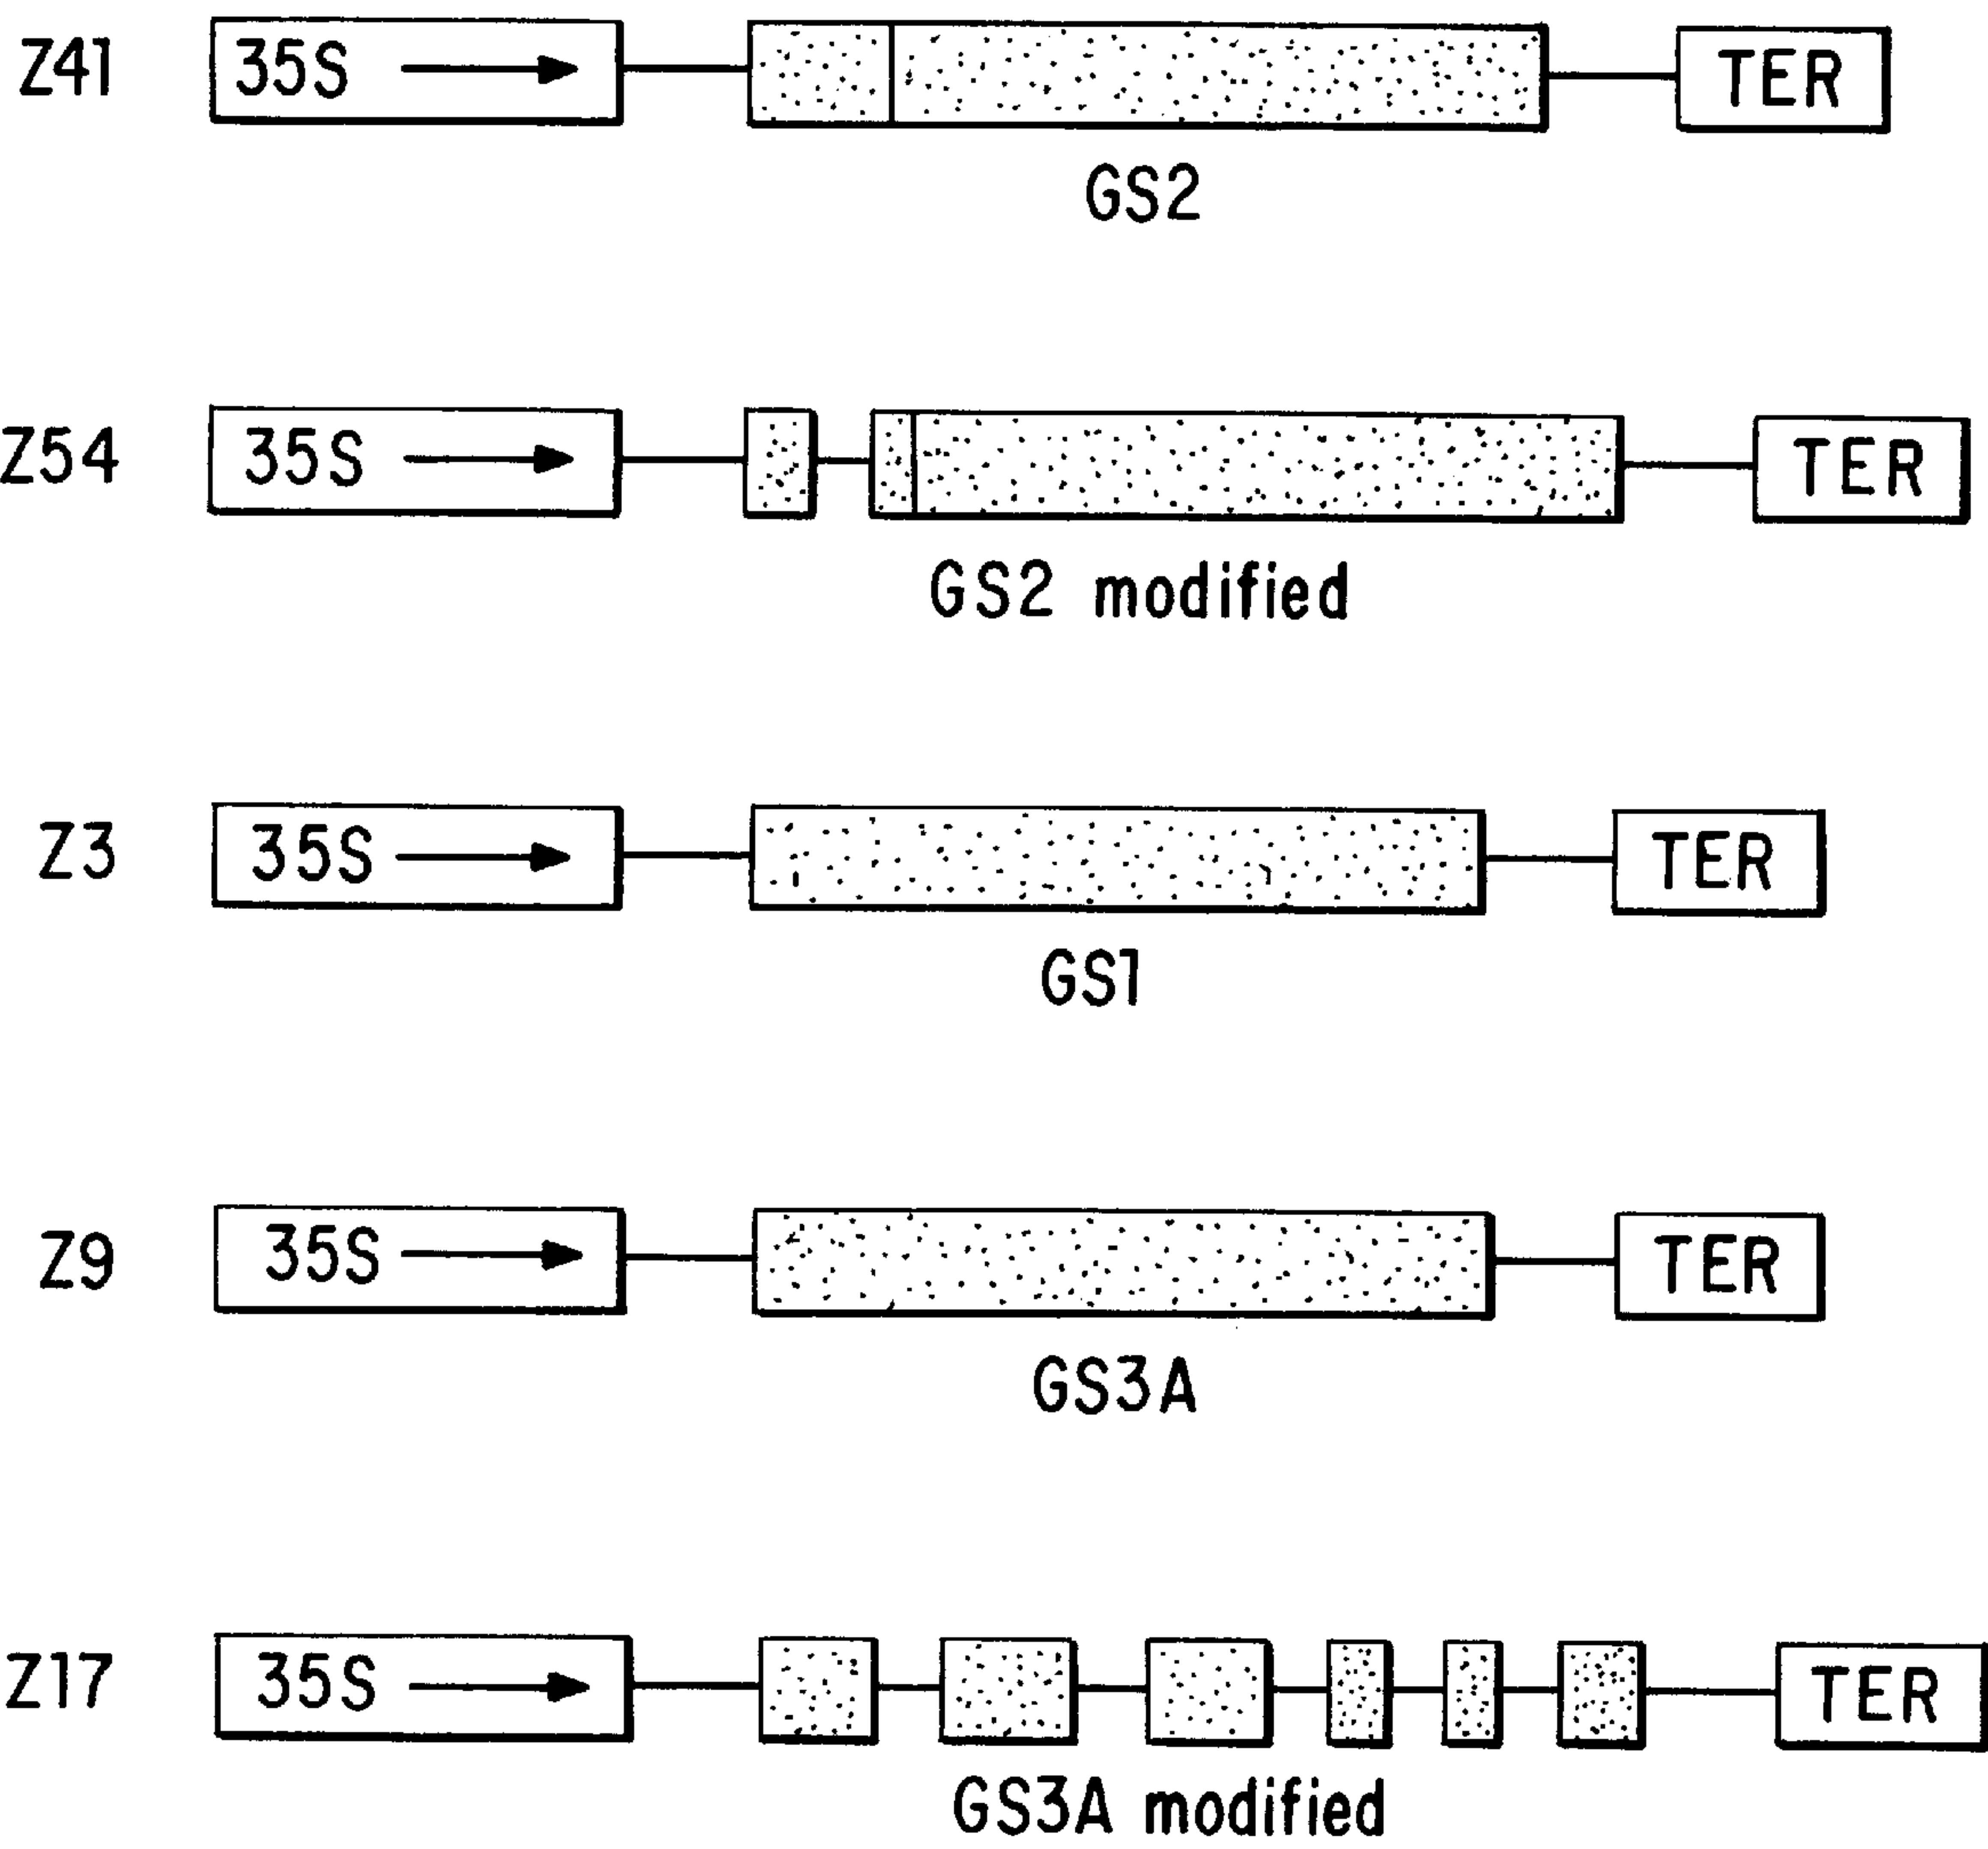 Z41 35S TER
GS2
Z54 35S TER
GS2 modified
Z3 35S TER
GS1
Z9 35S TER
GS3A
Z17 35S TER
GS3A modified